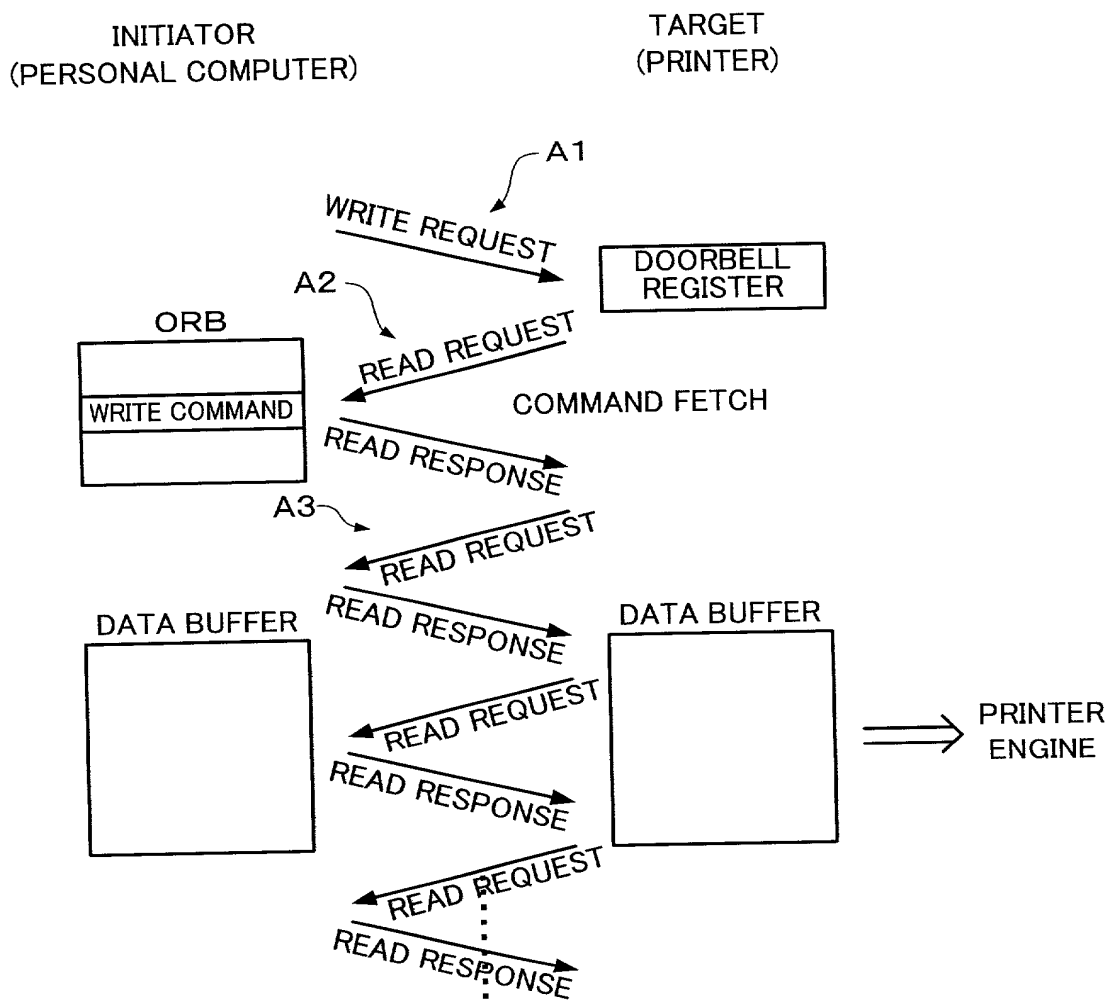 INITIATOR
(PERSONAL COMPUTER)
TARGET
(PRINTER)
A1
WRITE REQUEST
DOORBELL
REGISTER
A2
READ REQUEST
ORB
WRITE COMMAND
COMMAND FETCH
READ RESPONSE
A3
READ REQUEST
READ RESPONSE
DATA BUFFER
DATA BUFFER
READ REQUEST
PRINTER
ENGINE
READ RESPONSE
READ REQUEST
READ RESPONSE